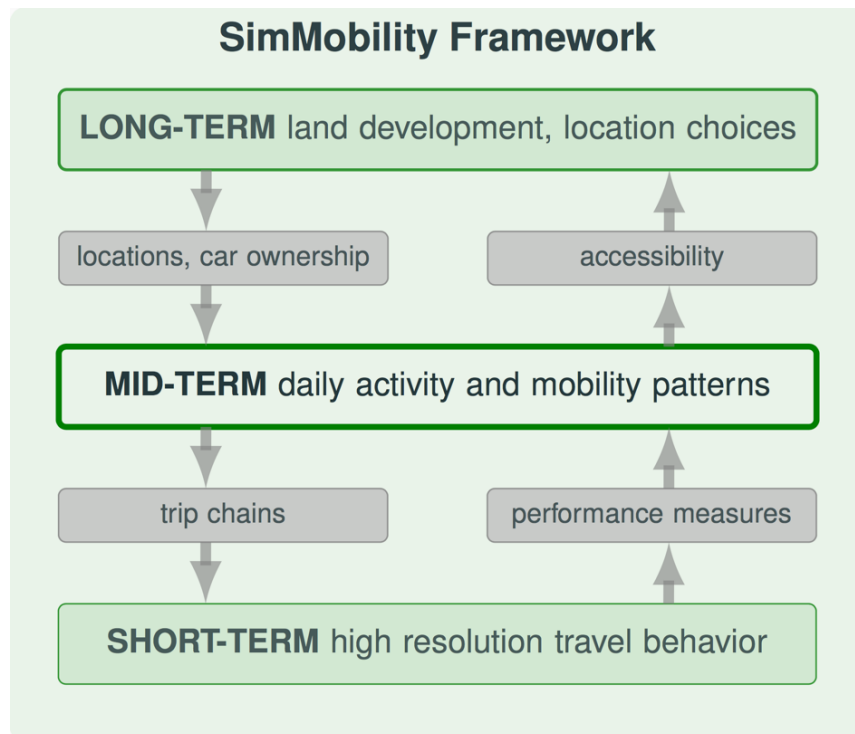 SimMobility Framework
LONG-TERM land development, location choices
locations, car ownership
accessibility
MID-TERM daily activity and mobility patterns
trip chains
performance measures
SHORT-TERM high resolution travel behavior